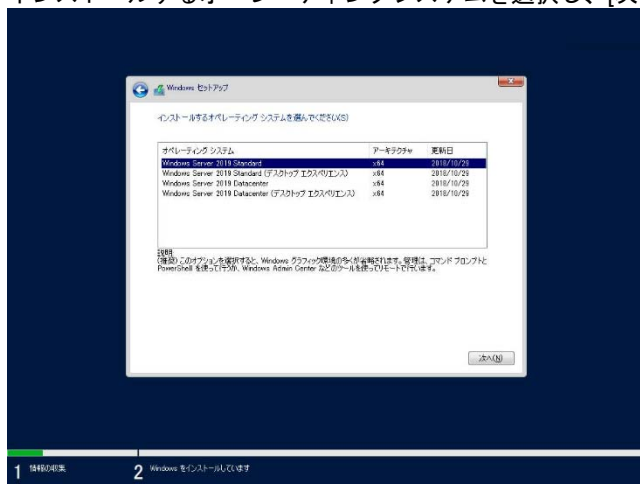 インストールするオペレーティングシステムを選択し、[次
Windows セットアップ
インストールするオペレーティング システムを選んでください(S)
オペレーティング システム アーキテクチャ 更新日
Windows Server 2019 Standard x64 2018/10/29
Windows Server 2019 Standard (デスクトップ エクスペリエンス) x64 2018/10/29
Windows Server 2019 Datacenter x64 2018/10/29
Windows Server 2019 Datacenter (デスクトップ エクスペリエンス) x64 2018/10/29
説明
(推奨) このオプションを選択すると、Windows グラフィック環境の多くが省略されます。管理は、コマンド プロンプトと
PowerShell を使って行うか、Windows Admin Center などのツールを使ってリモートで行います。
次へ(N)
1 情報の収集
2 Windows をインストールしています